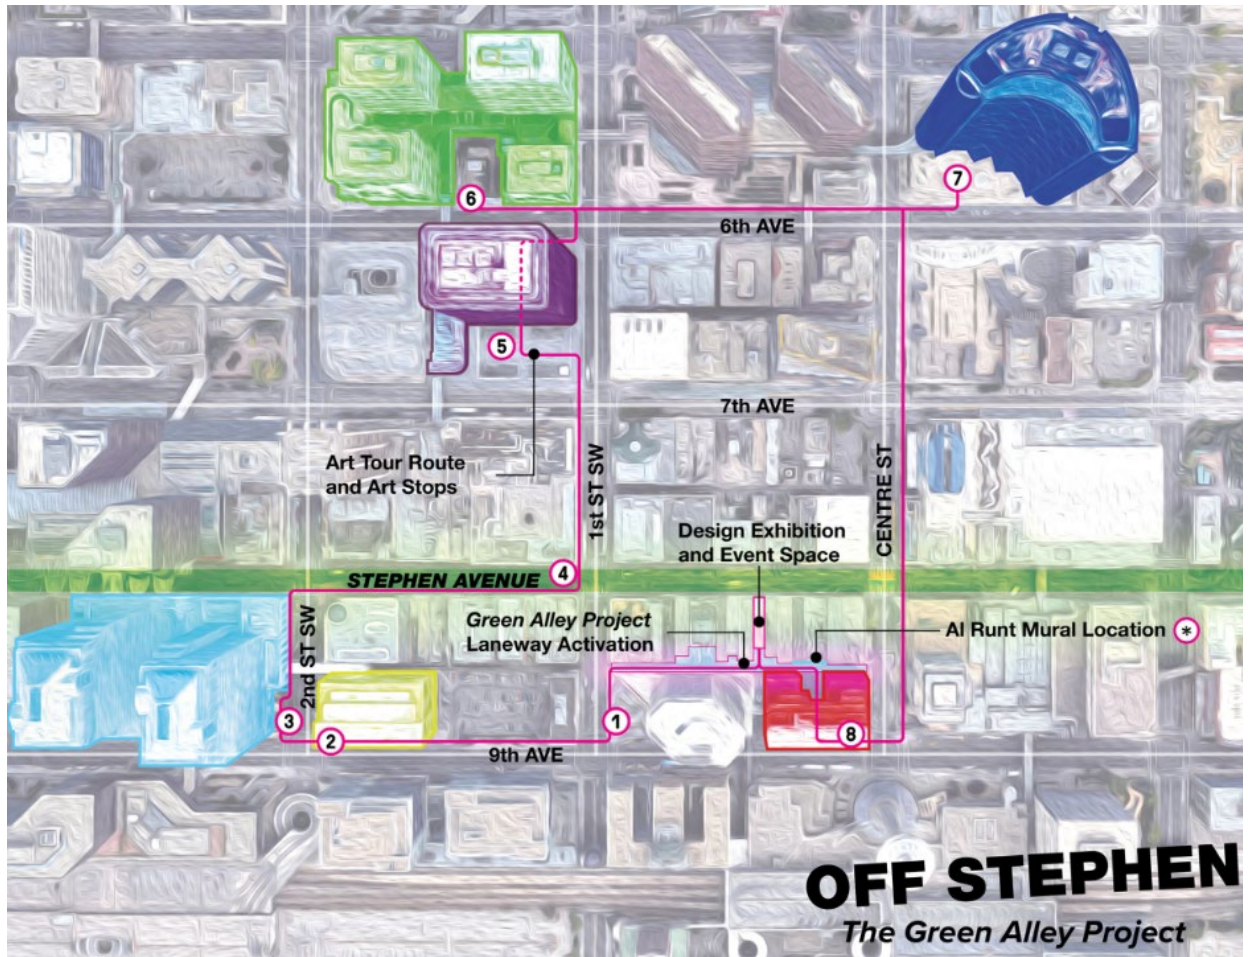 6
7
6th AVE
5
7th AVE
Art Tour Route
and Art Stops
1st ST SW
CENTRE ST
Design Exhibition
and Event Space
4
STEPHEN AVENUE
Green Alley Project
Laneway Activation
Al Runt Mural Location *
2nd ST SW
3
2
1
8
9th AVE
OFF STEPHEN
The Green Alley Project